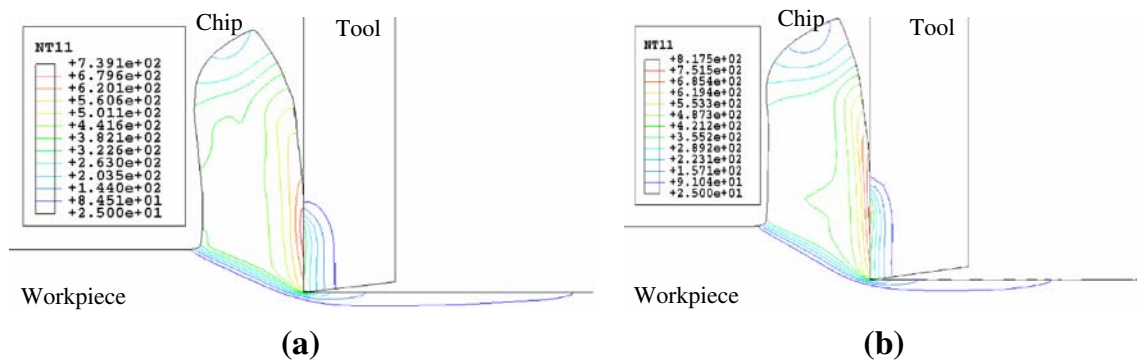 Chip
Tool
NT11
+7.391e+02
+6.796e+02
+6.201e+02
+5.606e+02
+5.011e+02
+4.416e+02
+3.821e+02
+3.226e+02
+2.630e+02
+2.035e+02
+1.440e+02
+8.451e+01
+2.500e+01
Workpiece
(a)
Chip
Tool
NT11
+8.175e+02
+7.515e+02
+6.854e+02
+6.194e+02
+5.533e+02
+4.873e+02
+4.212e+02
+3.552e+02
+2.892e+02
+2.231e+02
+1.571e+02
+9.104e+01
+2.500e+01
Workpiece
(b)